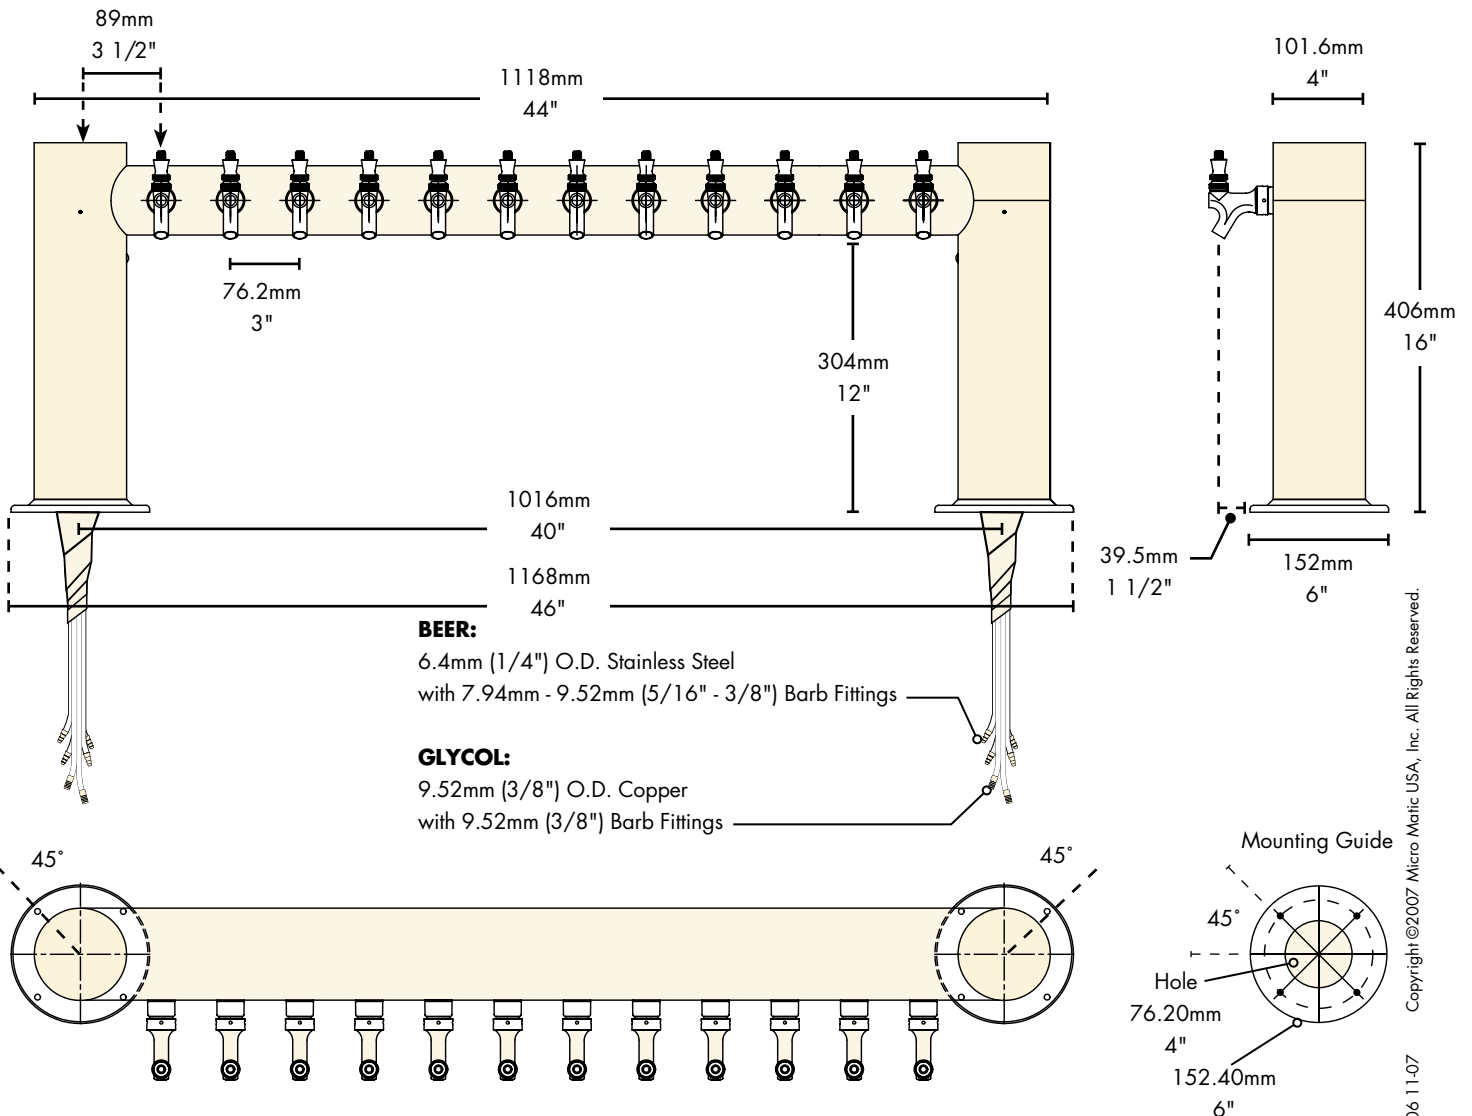 89mm
3 1/2"
1118mm
44"
101.6mm
4"
76.2mm
3"
304mm
12"
406mm
16"
1016mm
40"
1168mm
46"
39.5mm
1 1/2"
152mm
6"
BEER:
6.4mm (1/4") O.D. Stainless Steel
with 7.94mm - 9.52mm (5/16" - 3/8") Barb Fittings
GLYCOL:
9.52mm (3/8") O.D. Copper
with 9.52mm (3/8") Barb Fittings
45°
45°
Mounting Guide
45°
Hole
76.20mm
4"
152.40mm
6"
Copyright ©2007 Micro Matic USA, Inc. All Rights Reserved.
06 11-07